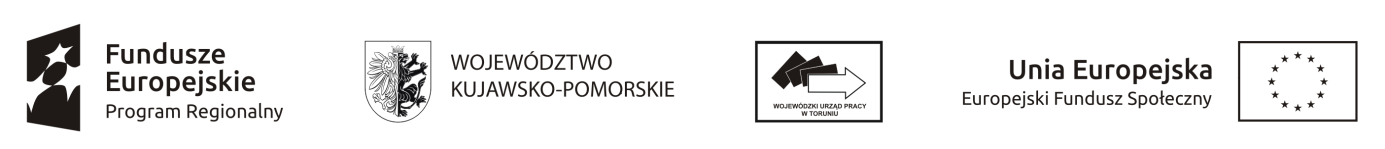 Fundusze
Europejskie
Program Regionalny
WOJEWÓDZTWO
KUJAWSKO-POMORSKIE
WOJEWÓDZKI URZĄD PRACY
W TORUNIU
Unia Europejska
Europejski Fundusz Społeczny